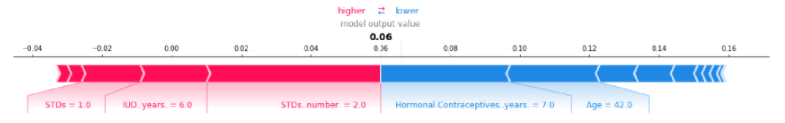 higher ⇄ lower
model output value
0.06
-0.04 -0.02 0.00 0.02 0.04 0.06 0.08 0.10 0.12 0.14 0.16
STDs = 1.0 IUD..years. = 6.0 STDs..number. = 2.0 Hormonal.Contraceptives..years. = 7.0 Age = 42.0